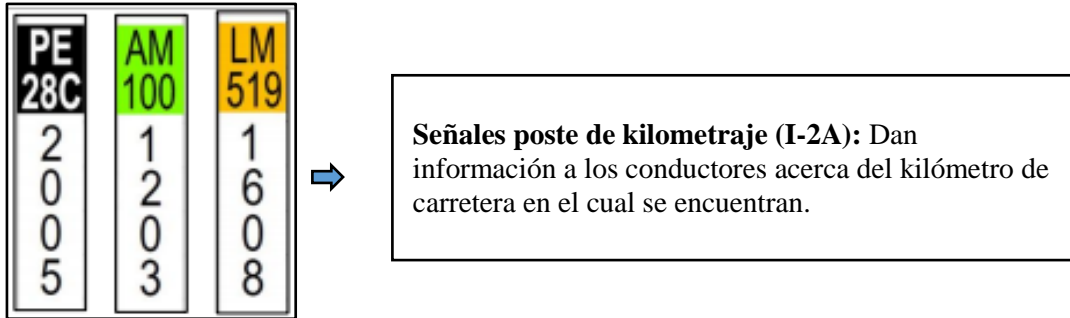 PE
28C
2
0
0
5
AM
100
1
2
0
3
LM
519
1
6
0
8
Señales poste de kilometraje (I-2A): Dan
información a los conductores acerca del kilómetro de
carretera en el cual se encuentran.